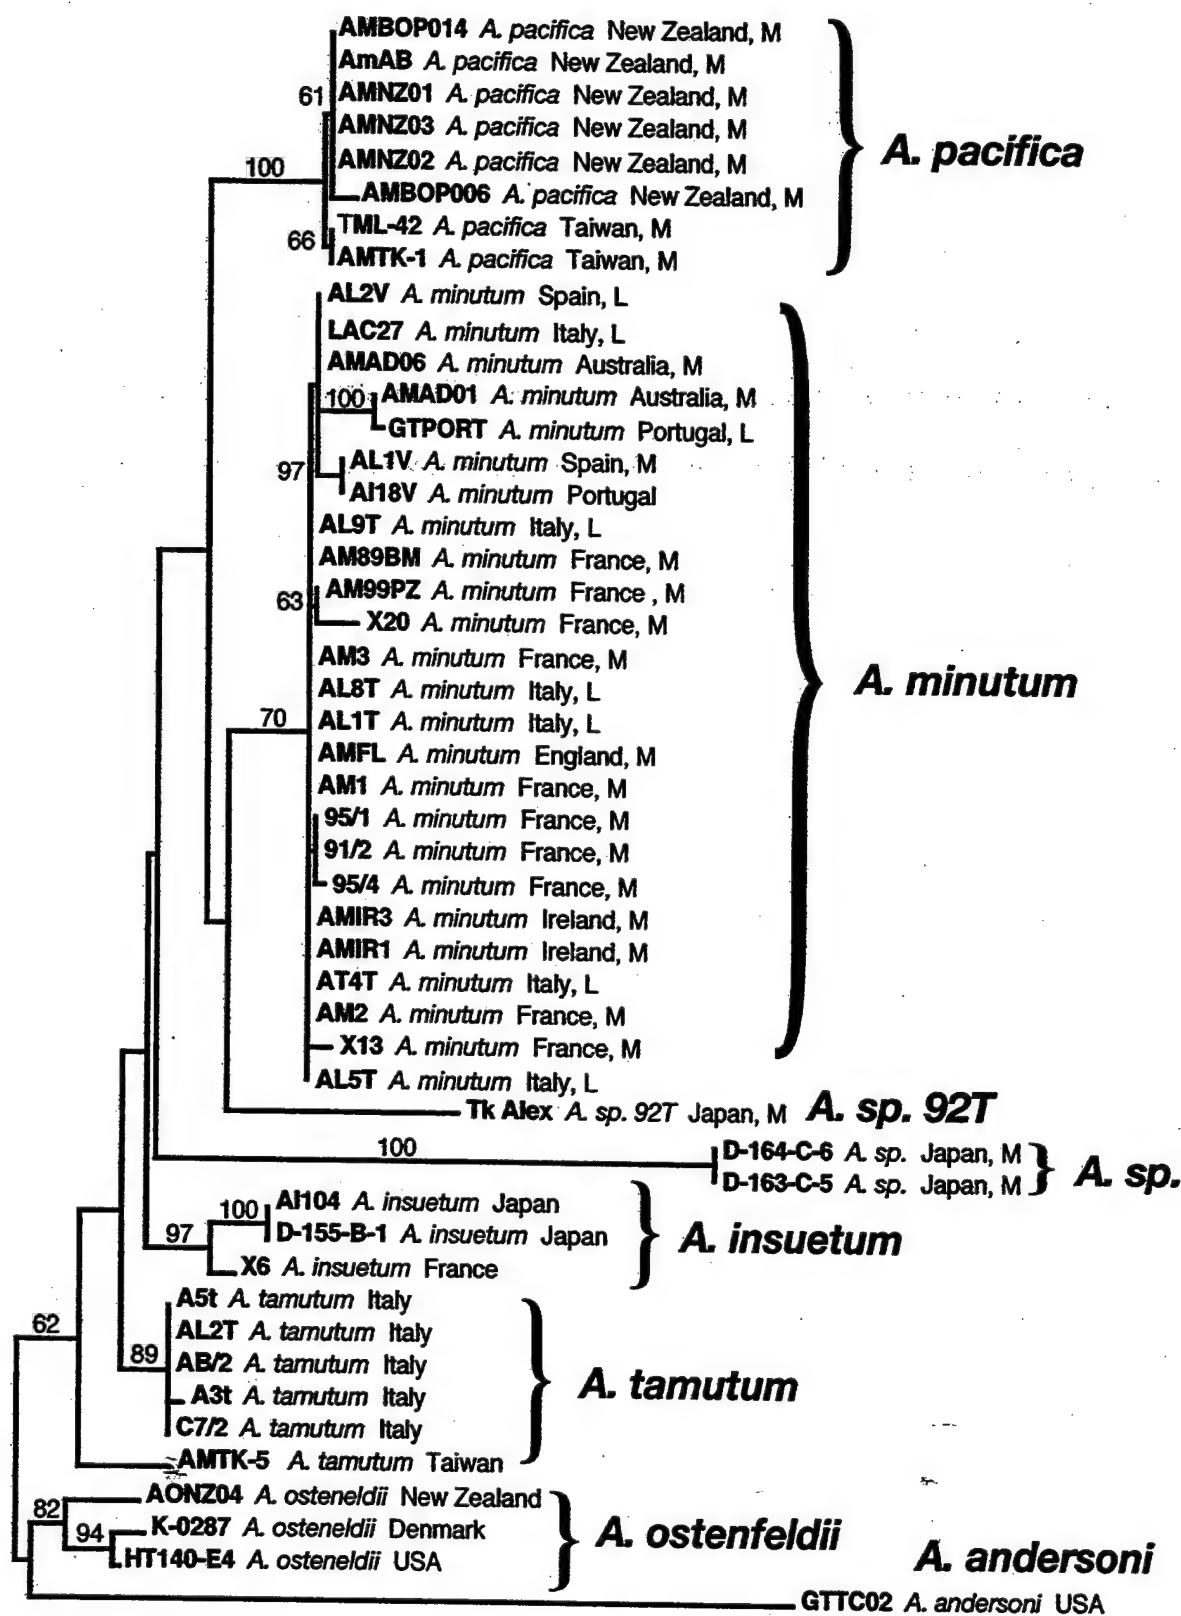 AMBOP014 A. pacifica New Zealand, M
AmAB A. pacifica New Zealand, M
61
AMNZ01 A. pacifica New Zealand, M
AMNZ03 A. pacifica New Zealand, M
A. pacifica
AMNZ02 A. pacifica New Zealand, M
100
AMBOP006 A. pacifica New Zealand, M
TML-42 A. pacifica Taiwan, M
66
AMTK-1 A. pacifica Taiwan, M
AL2V A. minutum Spain, L
LAC27 A. minutum Italy, L
AMAD06 A. minutum Australia, M
100
AMAD01 A. minutum Australia, M
GTPORT A. minutum Portugal, L
AL1V A. minutum Spain, M
97
AI18V A. minutum Portugal
AL9T A. minutum Italy, L
AM89BM A. minutum France, M
AM99PZ A. minutum France , M
63
X20 A. minutum France, M
AM3 A. minutum France, M
A. minutum
AL8T A. minutum Italy, L
70
AL1T A. minutum Italy, L
AMFL A. minutum England, M
AM1 A. minutum France, M
95/1 A. minutum France, M
91/2 A. minutum France, M
95/4 A. minutum France, M
AMIR3 A. minutum Ireland, M
AMIR1 A. minutum Ireland, M
AT4T A. minutum Italy, L
AM2 A. minutum France, M
X13 A. minutum France, M
AL5T A. minutum Italy, L
Tk Alex A. sp. 92T Japan, M A. sp. 92T
100
D-164-C-6 A. sp. Japan, M
A. sp.
D-163-C-5 A. sp. Japan, M
AI104 A. insuetum Japan
100
D-155-B-1 A. insuetum Japan
97
A. insuetum
X6 A. insuetum France
A5t A. tamutum Italy
62
AL2T A. tamutum Italy
89
AB/2 A. tamutum Italy
A. tamutum
A3t A. tamutum Italy
C7/2 A. tamutum Italy
AMTK-5 A. tamutum Taiwan
AONZ04 A. osteneldii New Zealand
82
94
K-0287 A. osteneldii Denmark
A. ostenfeldii
HT140-E4 A. osteneldii USA
A. andersoni
GTTC02 A. andersoni USA